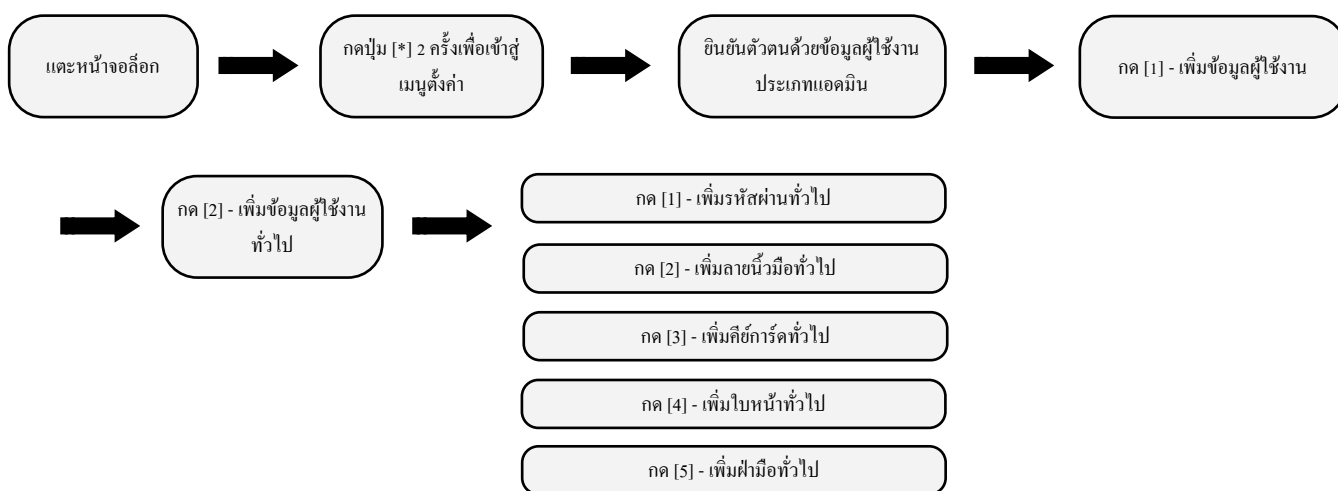 แตะหน้าจอล็อก
กดปุ่ม [*] 2 ครั้งเพื่อเข้าสู่
เมนูตั้งค่า
ยินยันตัวตนด้วยข้อมูลผู้ใช้งาน
ประเภทแอดมิน
กด [1] - เพิ่มข้อมูลผู้ใช้งาน
กด [2] - เพิ่มข้อมูลผู้ใช้งาน
ทั่วไป
กด [1] - เพิ่มรหัสผ่านทั่วไป
กด [2] - เพิ่มลายนิ้วมือทั่วไป
กด [3] - เพิ่มคีย์การ์ดทั่วไป
กด [4] - เพิ่มใบหน้าทั่วไป
กด [5] - เพิ่มฝ่ามือทั่วไป